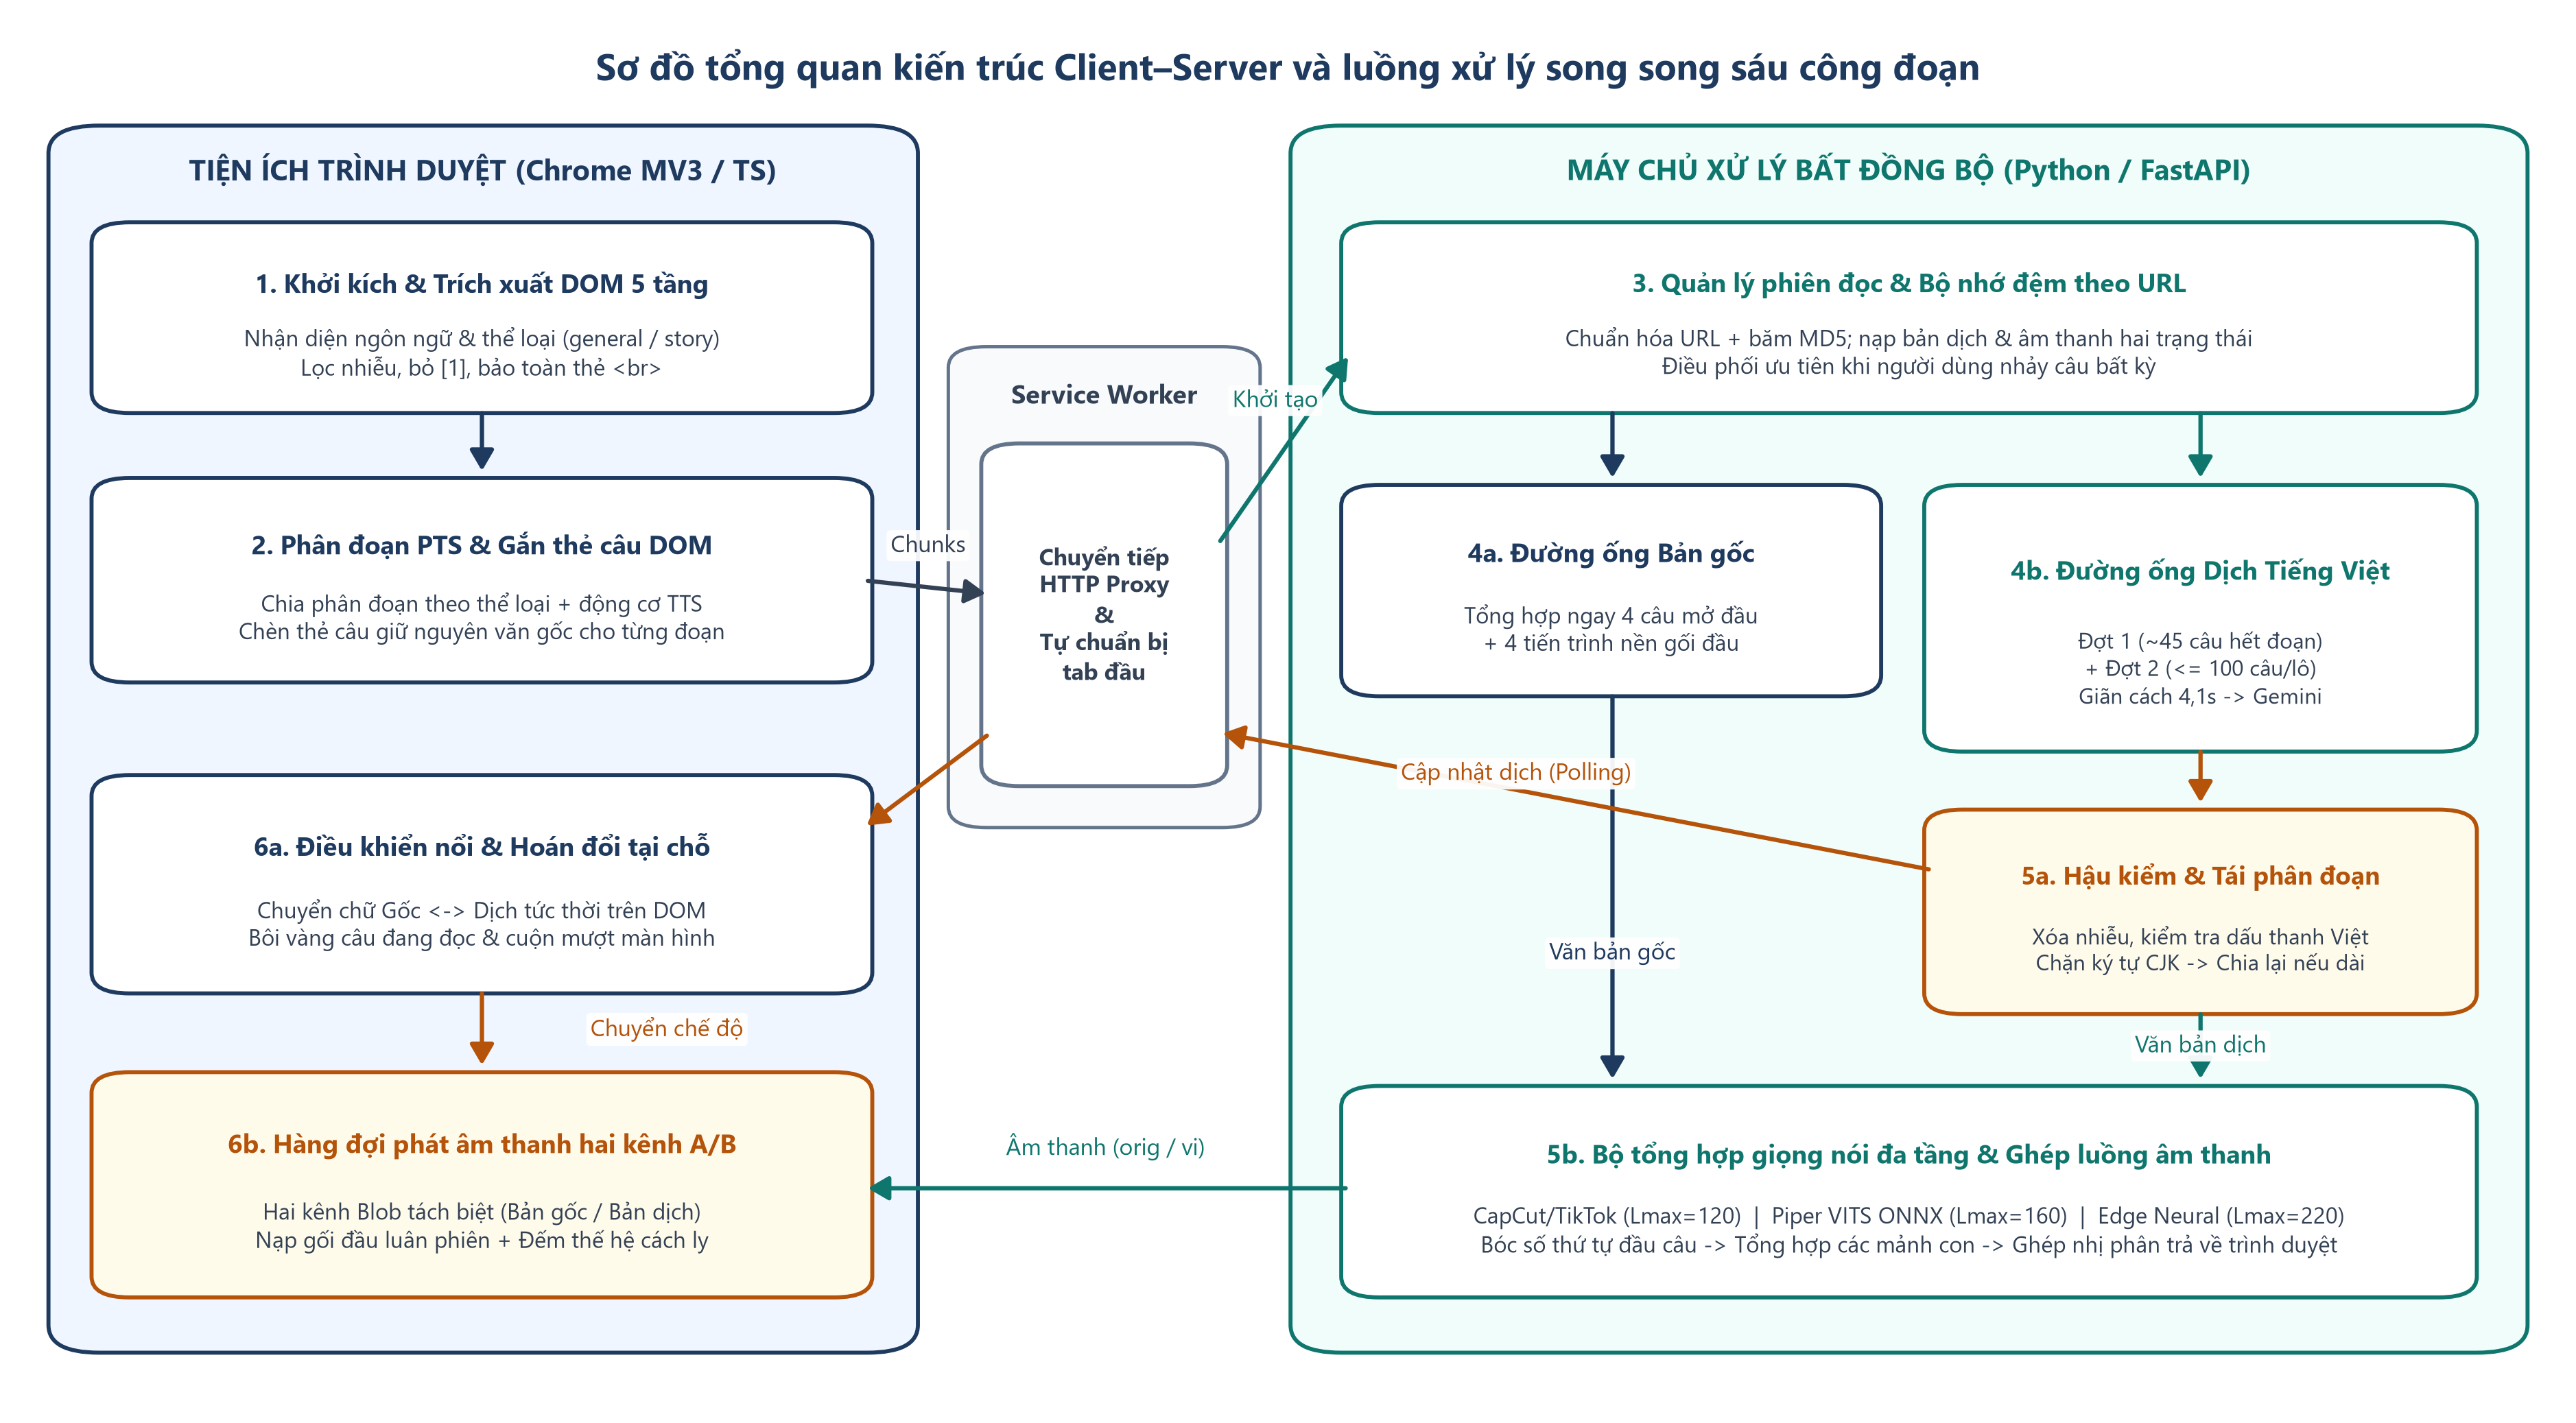 Sơ đồ tổng quan kiến trúc Client–Server và luồng xử lý song song sáu công đoạn
TIỆN ÍCH TRÌNH DUYỆT (Chrome MV3 / TS)
1. Khởi kích & Trích xuất DOM 5 tầng
Nhận diện ngôn ngữ & thể loại (general / story)
Lọc nhiễu, bỏ [1], bảo toàn thẻ <br>
2. Phân đoạn PTS & Gắn thẻ câu DOM
Chia phân đoạn theo thể loại + động cơ TTS
Chèn thẻ câu giữ nguyên văn gốc cho từng đoạn
Chunks
Service Worker
Chuyển tiếp
HTTP Proxy
&
Tự chuẩn bị
tab đầu
Khởi tạo
MÁY CHỦ XỬ LÝ BẤT ĐỒNG BỘ (Python / FastAPI)
3. Quản lý phiên đọc & Bộ nhớ đệm theo URL
Chuẩn hóa URL + băm MD5; nạp bản dịch & âm thanh hai trạng thái
Điều phối ưu tiên khi người dùng nhảy câu bất kỳ
4a. Đường ống Bản gốc
Tổng hợp ngay 4 câu mở đầu
+ 4 tiến trình nền gối đầu
4b. Đường ống Dịch Tiếng Việt
Đợt 1 (~45 câu hết đoạn)
+ Đợt 2 (<= 100 câu/lô)
Giãn cách 4,1s -> Gemini
Cập nhật dịch (Polling)
5a. Hậu kiểm & Tái phân đoạn
Xóa nhiễu, kiểm tra dấu thanh Việt
Chặn ký tự CJK -> Chia lại nếu dài
Văn bản gốc
Văn bản dịch
5b. Bộ tổng hợp giọng nói đa tầng & Ghép luồng âm thanh
CapCut/TikTok (Lmax=120) | Piper VITS ONNX (Lmax=160) | Edge Neural (Lmax=220)
Bóc số thứ tự đầu câu -> Tổng hợp các mảnh con -> Ghép nhị phân trả về trình duyệt
Âm thanh (orig / vi)
6a. Điều khiển nổi & Hoán đổi tại chỗ
Chuyển chữ Gốc <-> Dịch tức thời trên DOM
Bôi vàng câu đang đọc & cuộn mượt màn hình
Chuyển chế độ
6b. Hàng đợi phát âm thanh hai kênh A/B
Hai kênh Blob tách biệt (Bản gốc / Bản dịch)
Nạp gối đầu luân phiên + Đếm thế hệ cách ly